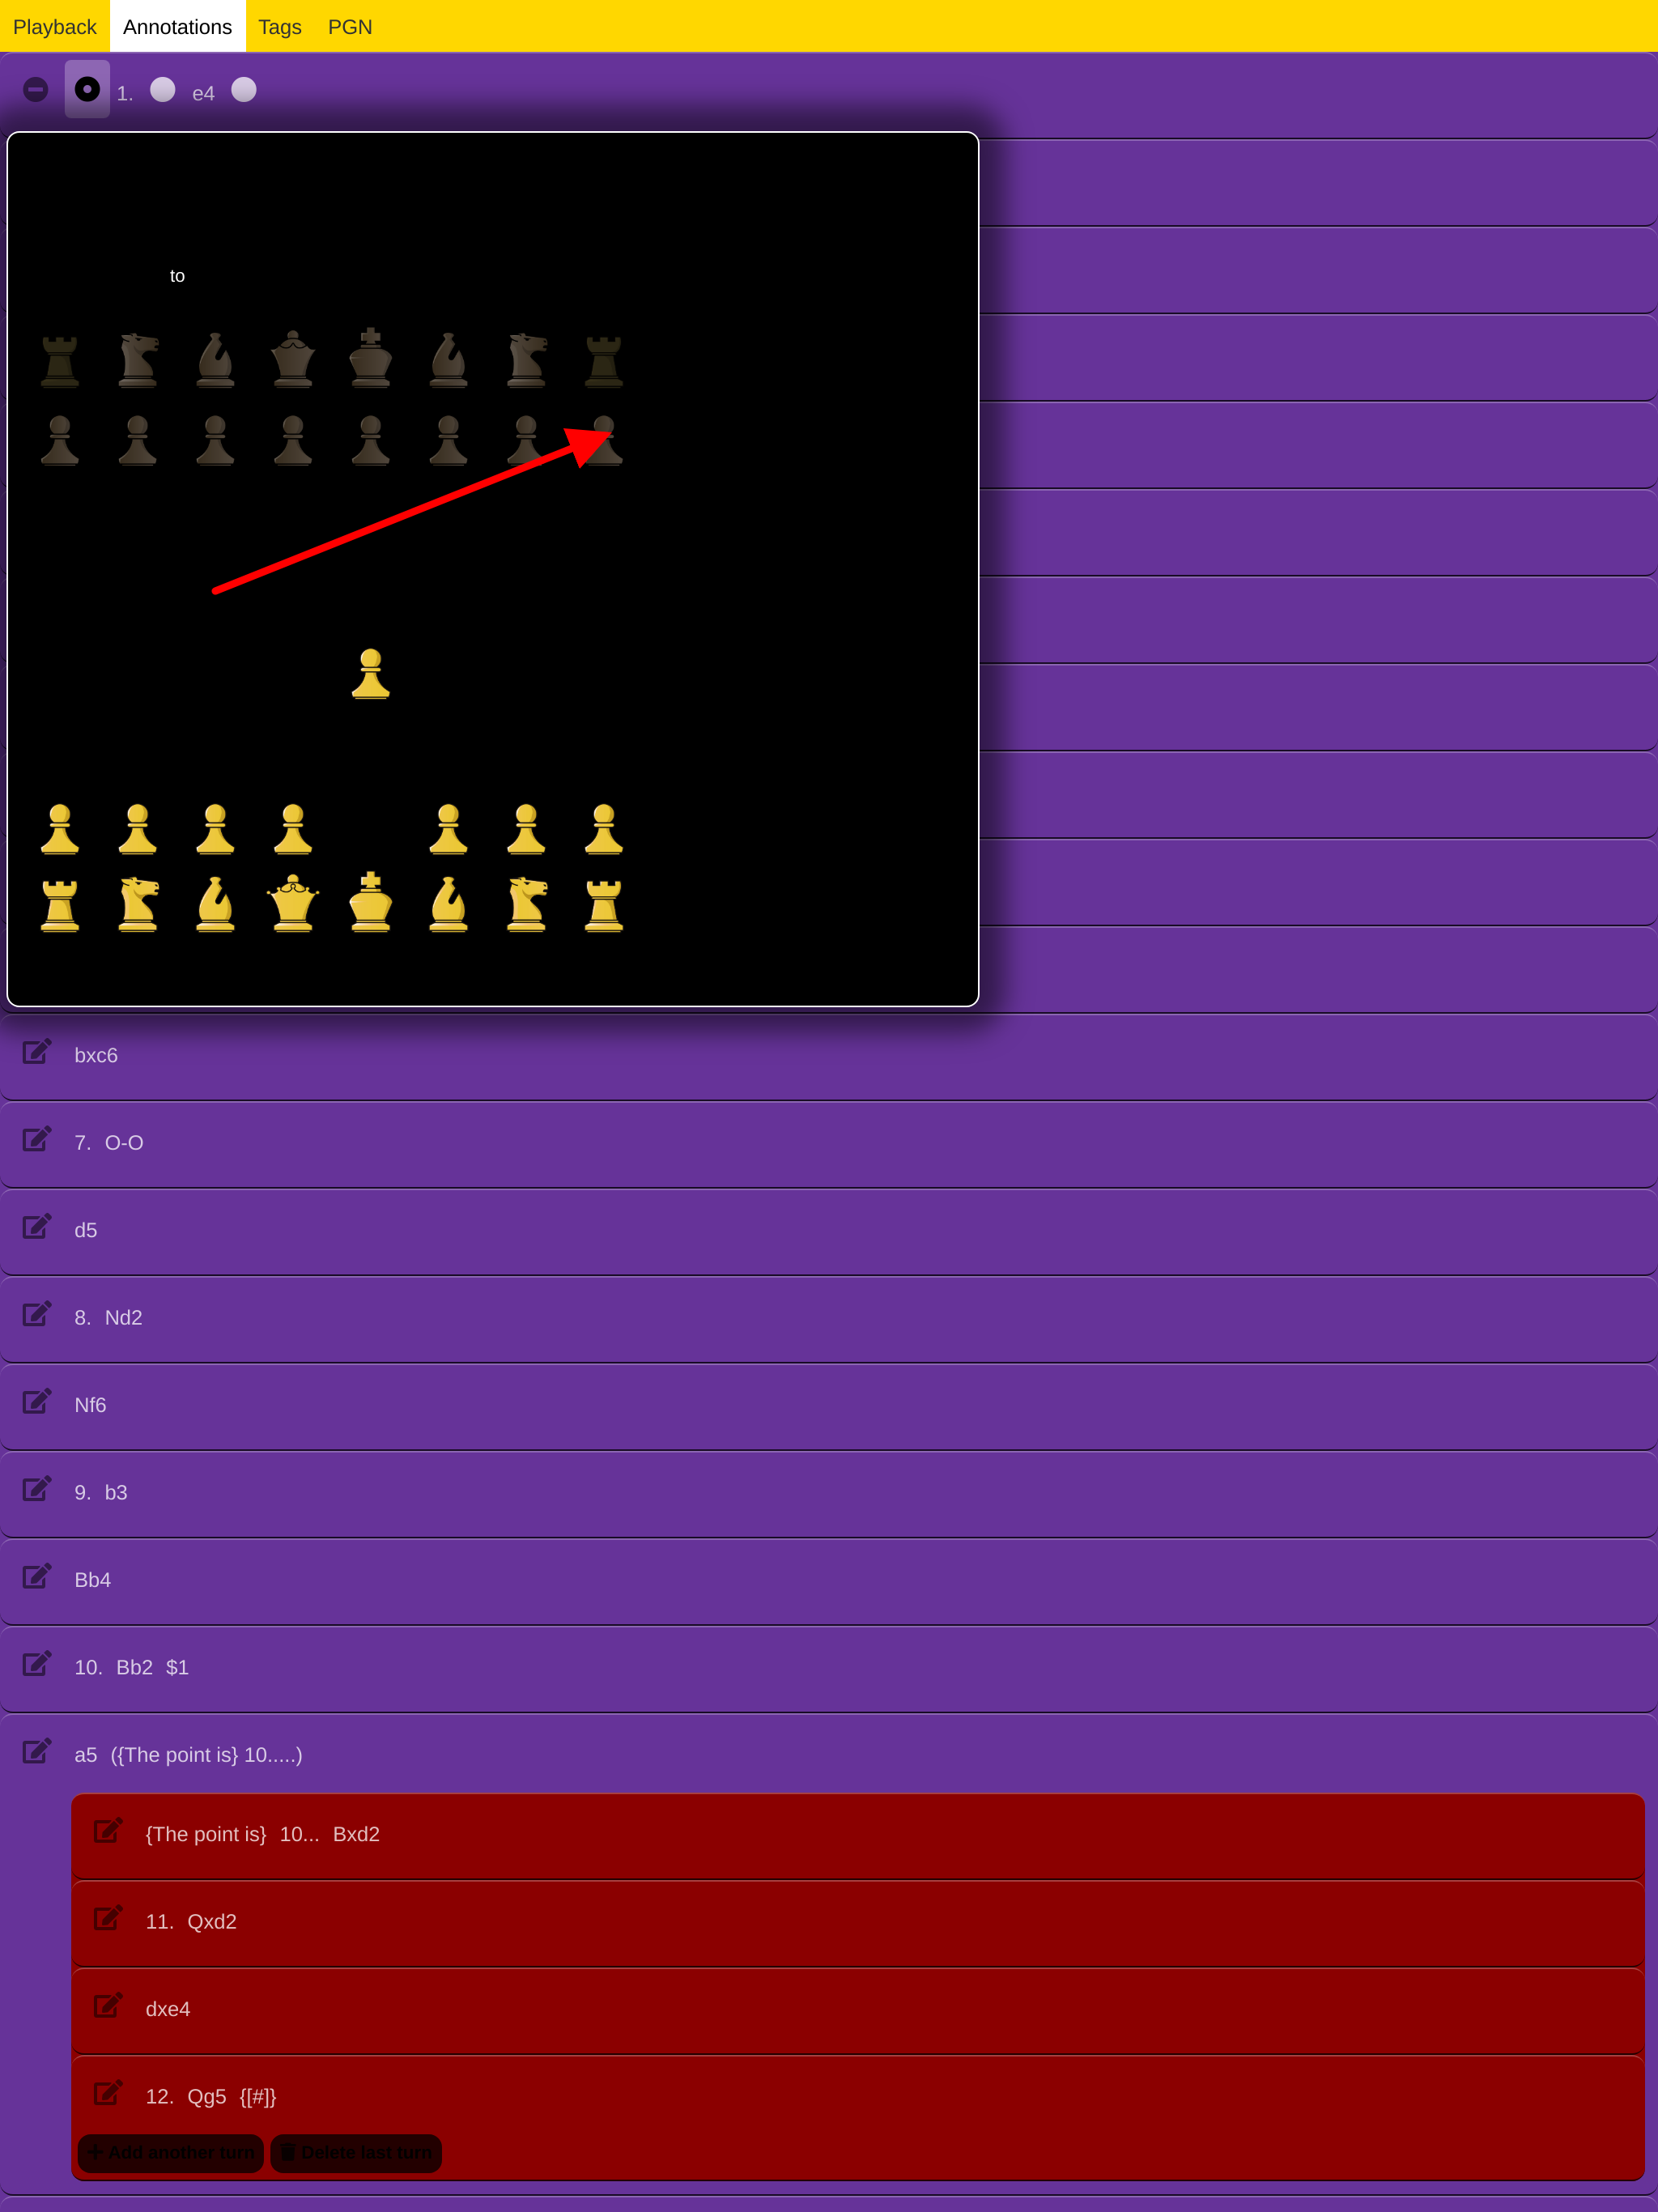 Playback Annotations Tags PGN
1. e4
to
bxc6
7. O-O
d5
8. Nd2
Nf6
9. b3
Bb4
10. Bb2 $1
a5 ({The point is} 10.....)
{The point is} 10... Bxd2
11. Qxd2
dxe4
12. Qg5 {[#]}
Add another turn Delete last turn